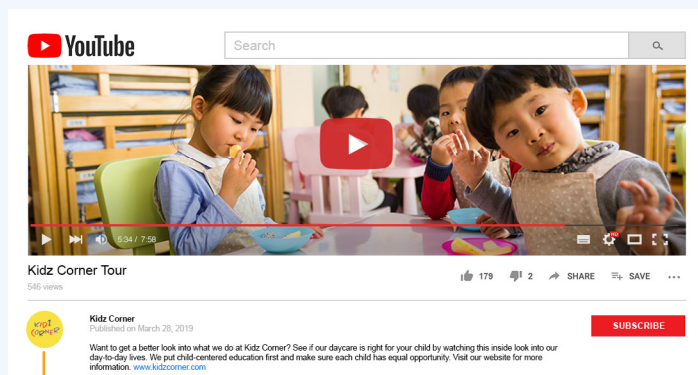 YouTube
Search
5:34 / 7:58
HD
Kidz Corner Tour
179
2
SHARE
SAVE
546 views
KIDZ
CORNER
Kidz Corner
Published on March 28, 2019
SUBSCRIBE
Want to get a better look into what we do at Kidz Corner? See if our daycare is right for your child by watching this inside look into our
day-to-day lives. We put child-centered education first and make sure each child has equal opportunity. Visit our website for more
information. www.kidzcorner.com